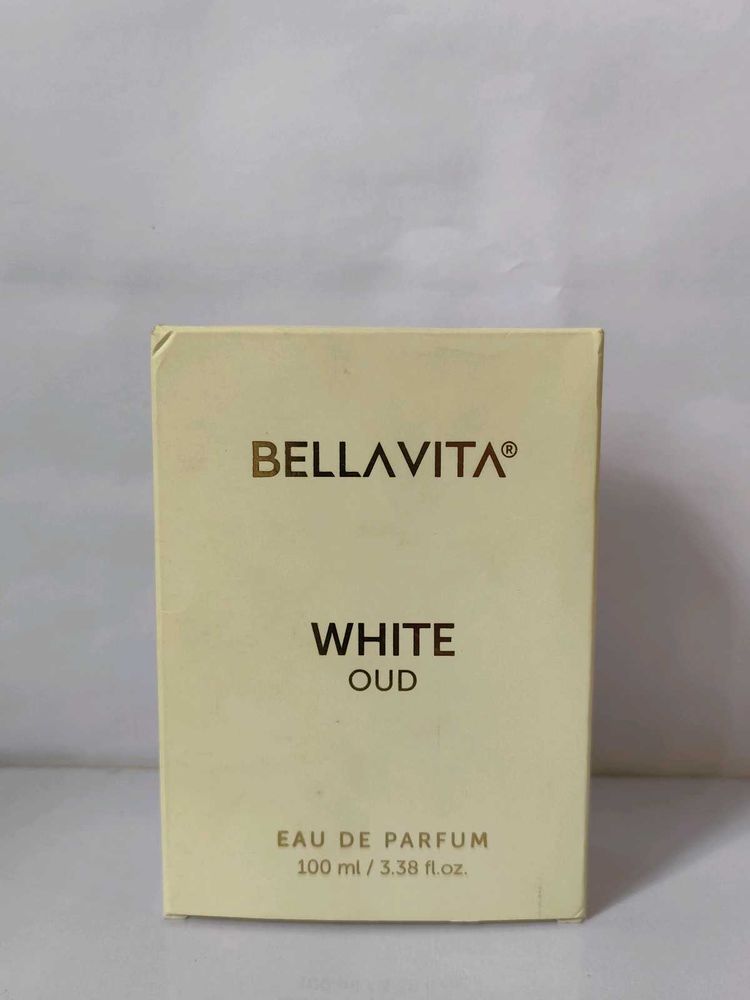 BELLAVITA®
WHITE
OUD
EAU DE PARFUM
100 ml / 3.38 fl.oz.